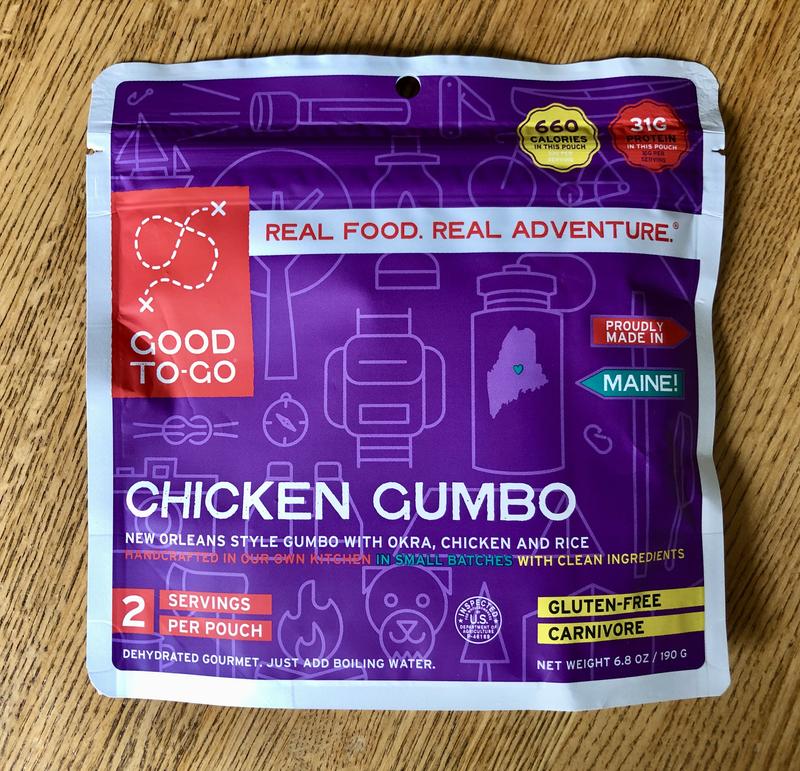 660
CALORIES
IN THIS POUCH
31G
PROTEIN
IN THIS POUCH
REAL FOOD. REAL ADVENTURE.®
GOOD
TO-GO
PROUDLY
MADE IN
MAINE!
CHICKEN GUMBO
NEW ORLEANS STYLE GUMBO WITH OKRA, CHICKEN AND RICE
HANDCRAFTED IN OUR OWN KITCHEN IN SMALL BATCHES WITH CLEAN INGREDIENTS
2
SERVINGS
PER POUCH
INSPECTED
U.S.
DEPARTMENT OF
AGRICULTURE
GLUTEN-FREE
CARNIVORE
DEHYDRATED GOURMET. JUST ADD BOILING WATER.
NET WEIGHT 6.8 OZ / 190 G